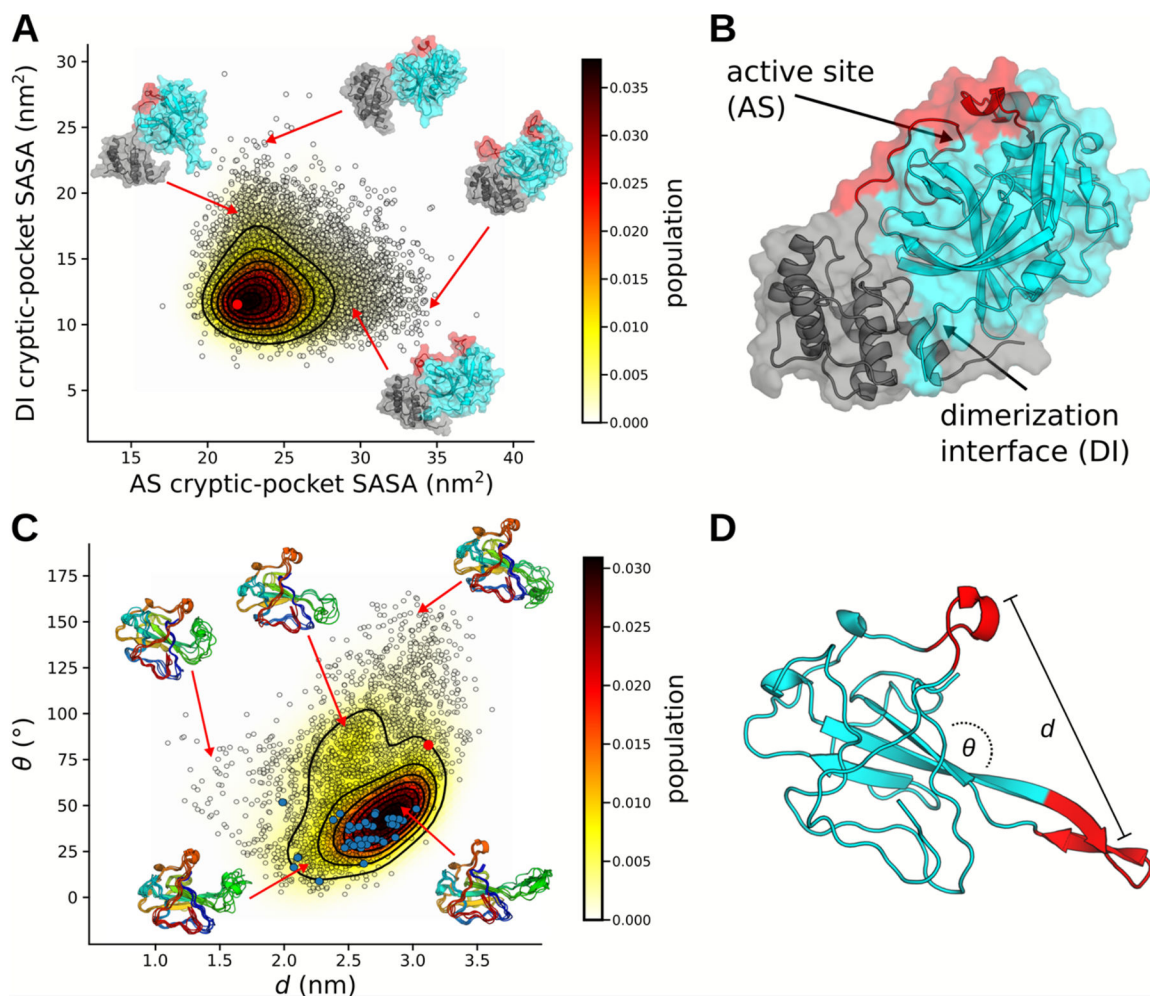 A
DI cryptic-pocket SASA (nm²)
30
25
20
15
10
5
15 20 25 30 35 40
AS cryptic-pocket SASA (nm²)
0.035
0.030
0.025
0.020
0.015
0.010
0.005
0.000
population
B
active site
(AS)
dimerization
interface (DI)
C
θ (°)
175
150
125
100
75
50
25
0
1.0 1.5 2.0 2.5 3.0 3.5
d (nm)
0.030
0.025
0.020
0.015
0.010
0.005
0.000
population
D
θ
d